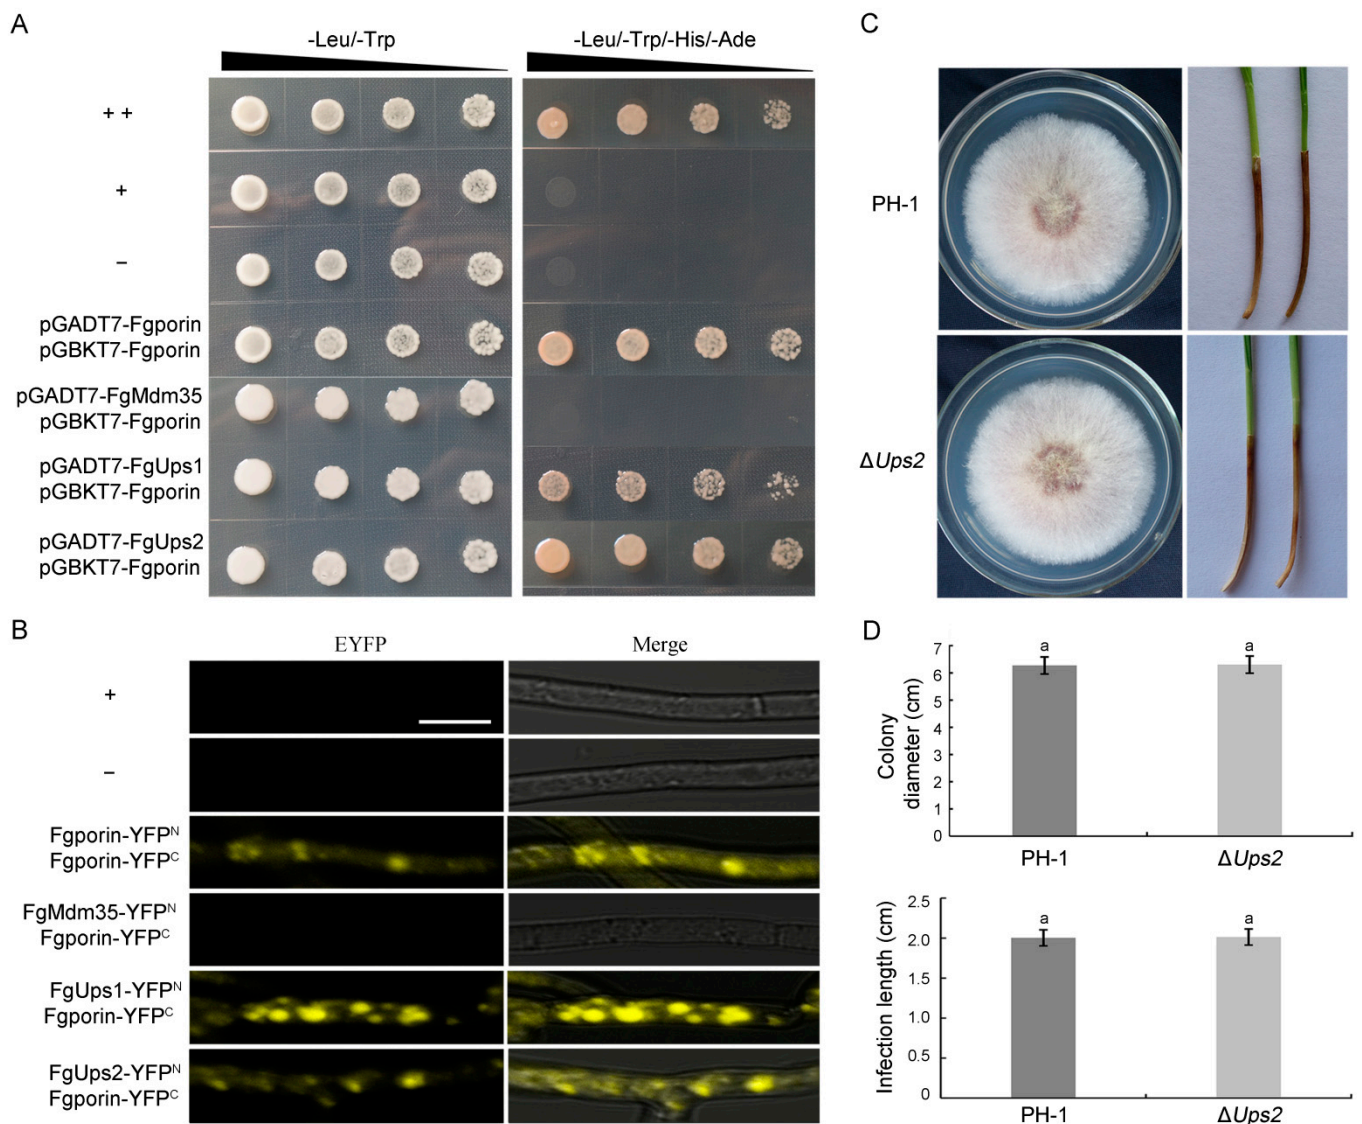 A
-Leu/-Trp
-Leu/-Trp/-His/-Ade
+ +
+
–
pGADT7-Fgporin
pGBKT7-Fgporin
pGADT7-FgMdm35
pGBKT7-Fgporin
pGADT7-FgUps1
pGBKT7-Fgporin
pGADT7-FgUps2
pGBKT7-Fgporin
B
EYFP
Merge
+
–
Fgporin-YFPᴺ
Fgporin-YFPᶜ
FgMdm35-YFPᴺ
Fgporin-YFPᶜ
FgUps1-YFPᴺ
Fgporin-YFPᶜ
FgUps2-YFPᴺ
Fgporin-YFPᶜ
C
PH-1
ΔUps2
D
Colony
diameter (cm)
7
6
5
4
3
2
1
0
a
a
PH-1
ΔUps2
Infection length (cm)
2.5
2.0
1.5
1.0
0.5
0
a
a
PH-1
ΔUps2